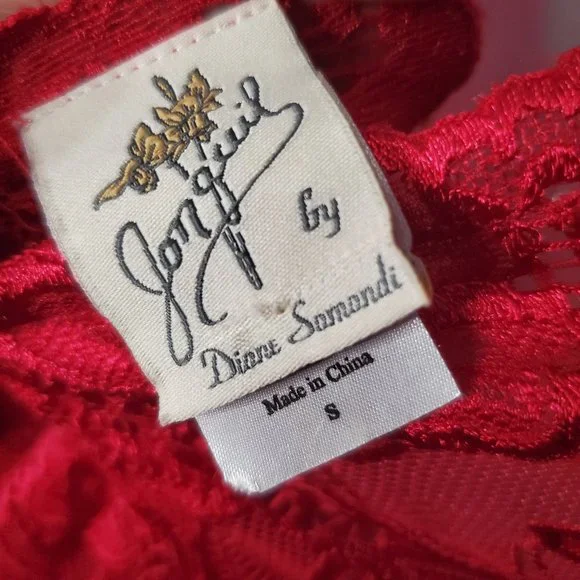 Jonquil
by
Diane Samandi
Made in China
S